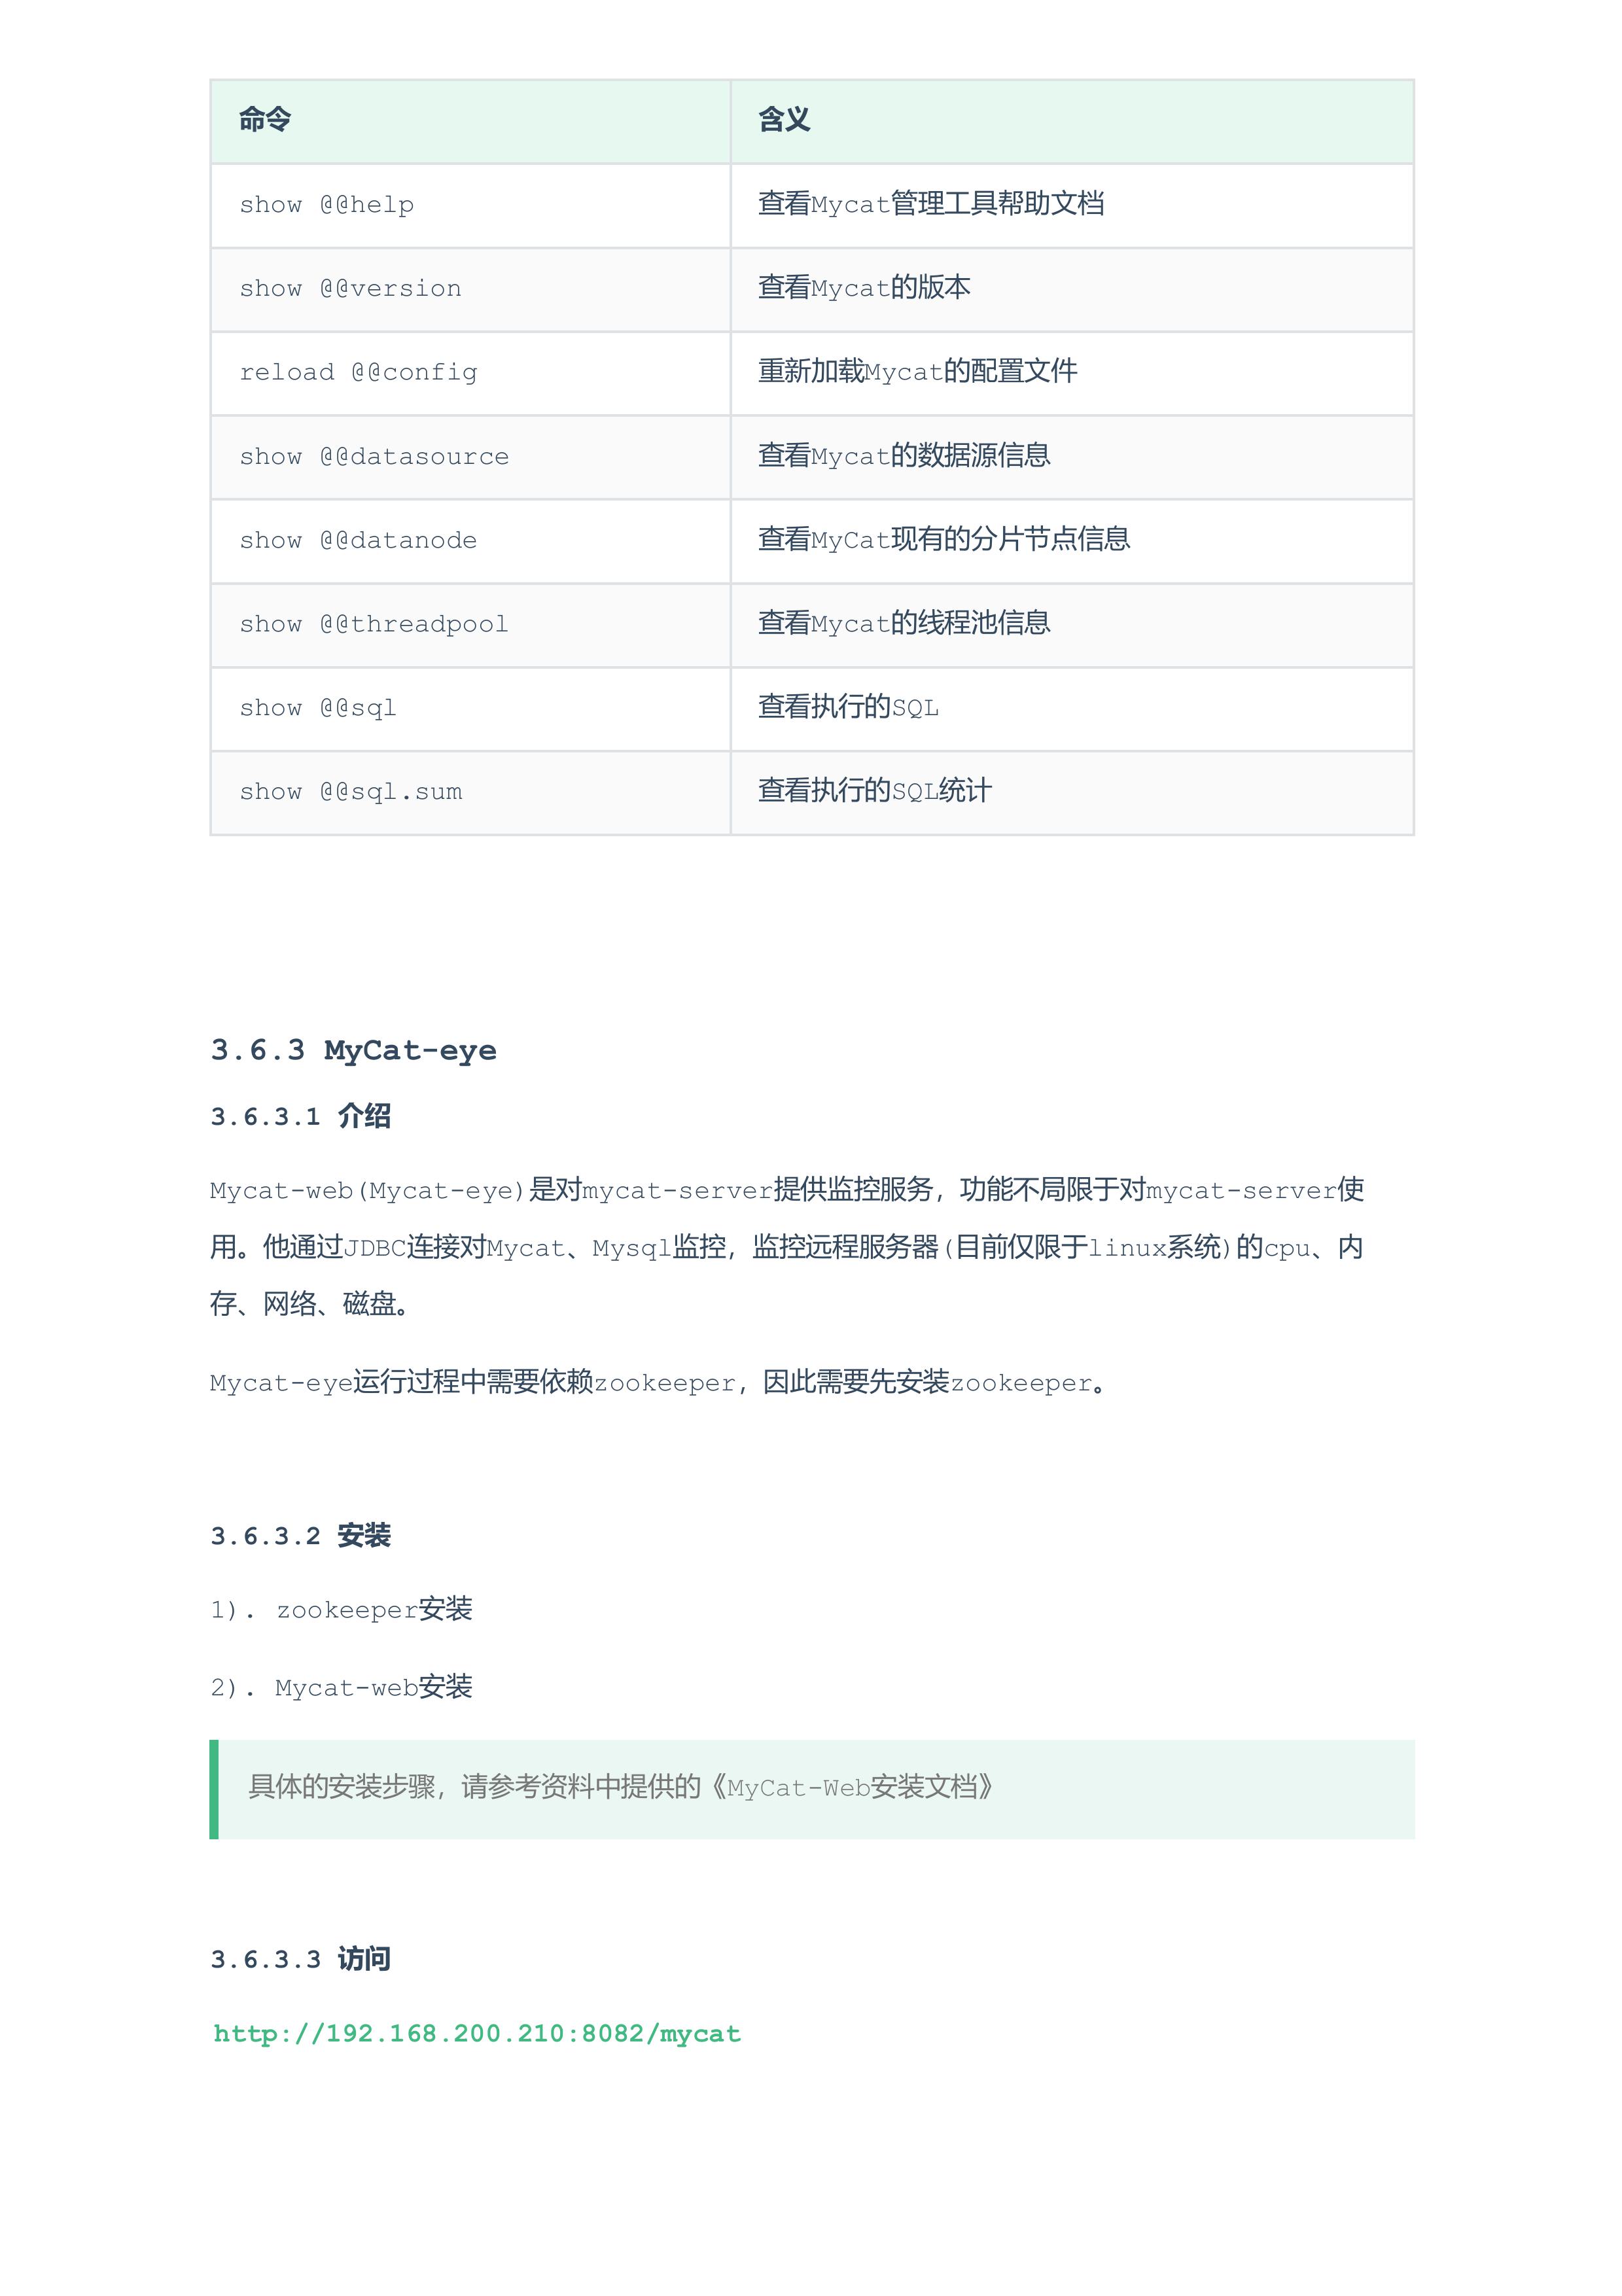 命令 含义
show @@help 查看Mycat管理工具帮助文档
show @@version 查看Mycat的版本
reload @@config 重新加载Mycat的配置文件
show @@datasource 查看Mycat的数据源信息
show @@datanode 查看MyCat现有的分片节点信息
show @@threadpool 查看Mycat的线程池信息
show @@sql 查看执行的SQL
show @@sql.sum 查看执行的SQL统计
3.6.3 MyCat-eye
3.6.3.1 介绍
Mycat-web(Mycat-eye)是对mycat-server提供监控服务，功能不局限于对mycat-server使
用。他通过JDBC连接对Mycat、Mysql监控，监控远程服务器(目前仅限于linux系统)的cpu、内
存、网络、磁盘。
Mycat-eye运行过程中需要依赖zookeeper，因此需要先安装zookeeper。
3.6.3.2 安装
1). zookeeper安装
2). Mycat-web安装
具体的安装步骤，请参考资料中提供的《MyCat-Web安装文档》
3.6.3.3 访问
http://192.168.200.210:8082/mycat